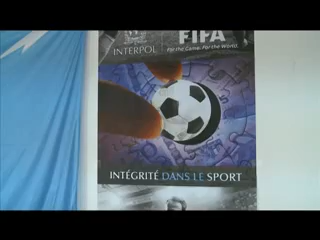 FIFA
For the Game. For the World.
INTERPOL
INTÉGRITÉ DANS LE SPORT